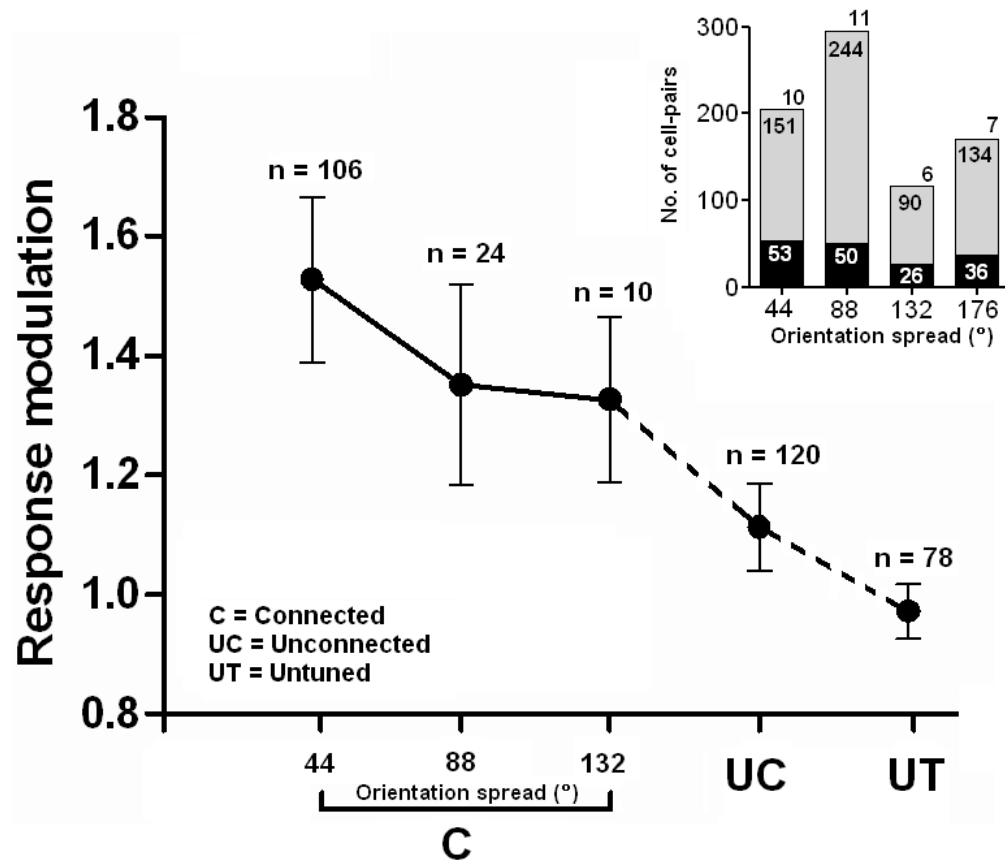 Response modulation
1.8
1.6
1.4
1.2
1.0
0.8
n = 106
n = 24
n = 10
n = 120
n = 78
C = Connected
UC = Unconnected
UT = Untuned
44 88 132 UC UT
Orientation spread (°)
C
No. of cell-pairs
300
200
100
0
10
151
53
11
244
50
6
90
26
7
134
36
44 88 132 176
Orientation spread (°)